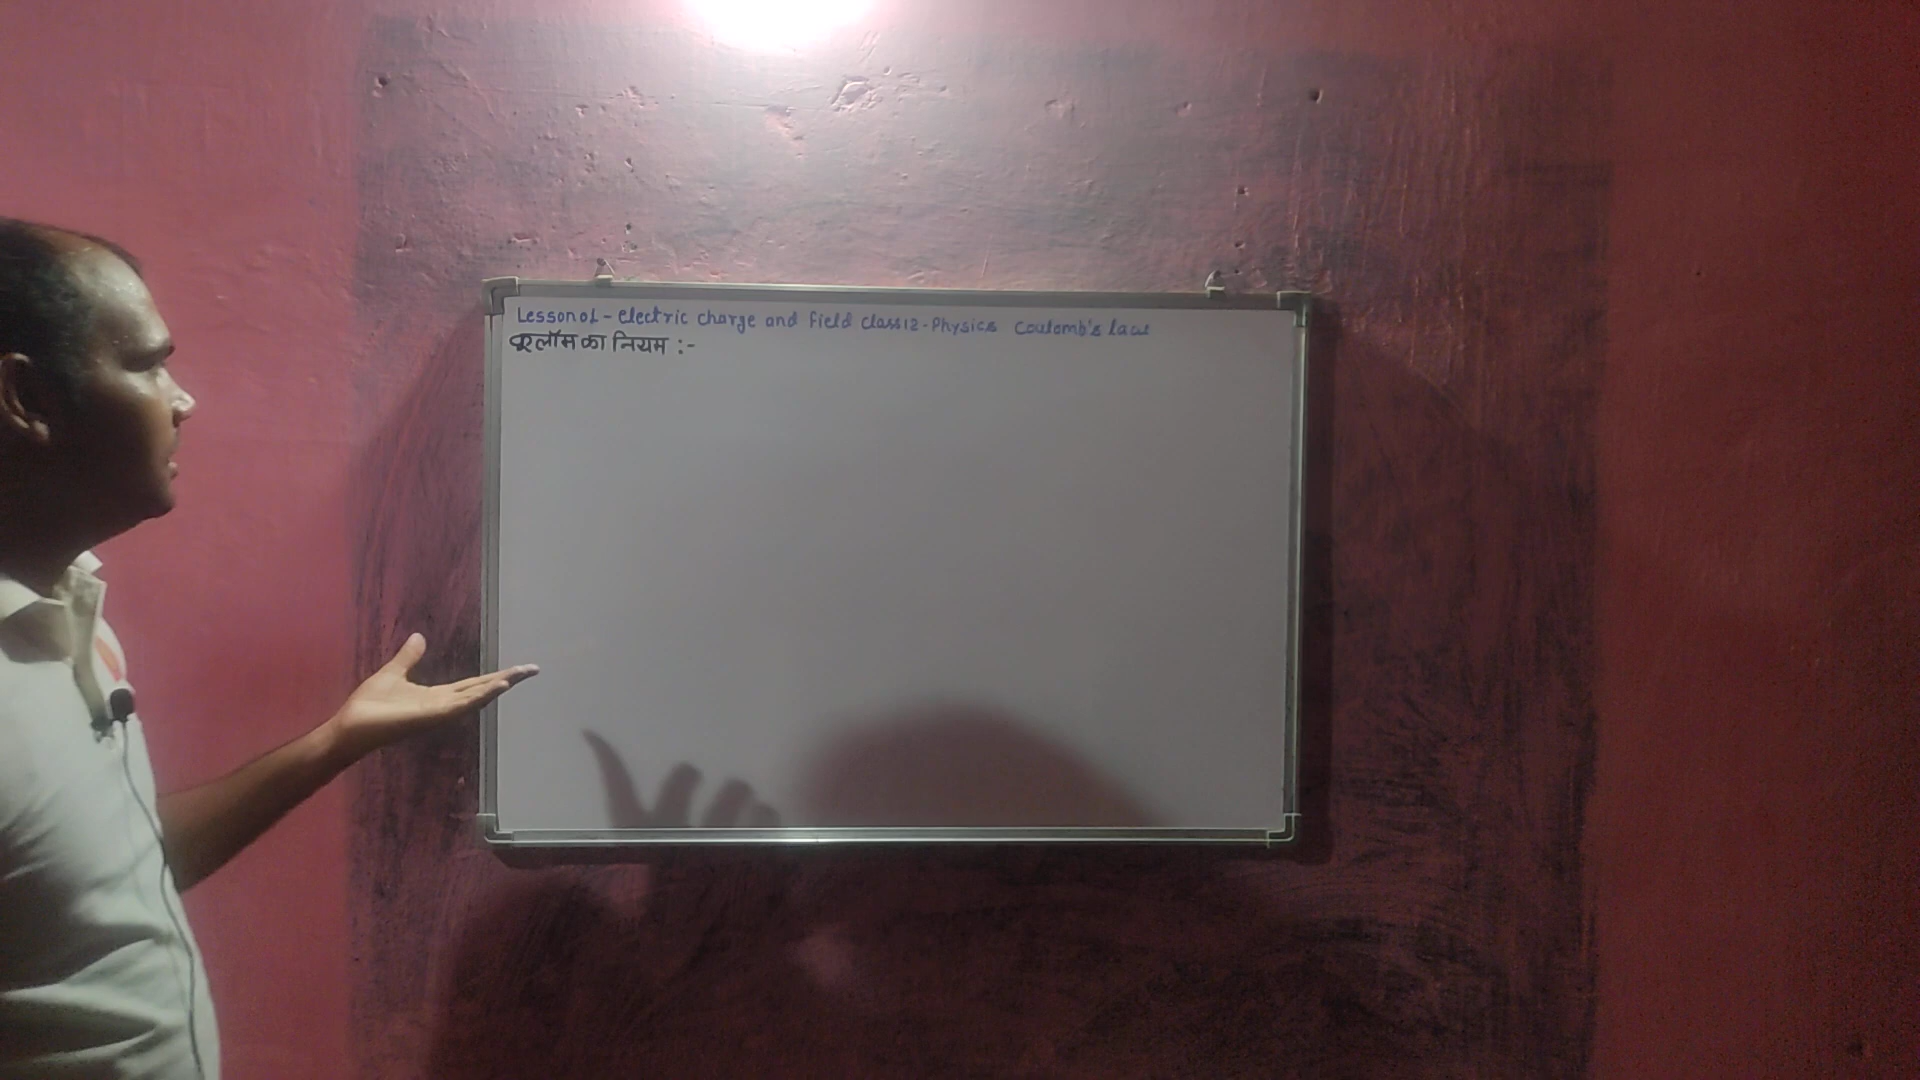 Lesson 01 - electric charge and field class 12 - Physics Coulomb's law
कूलॉम का नियम :-